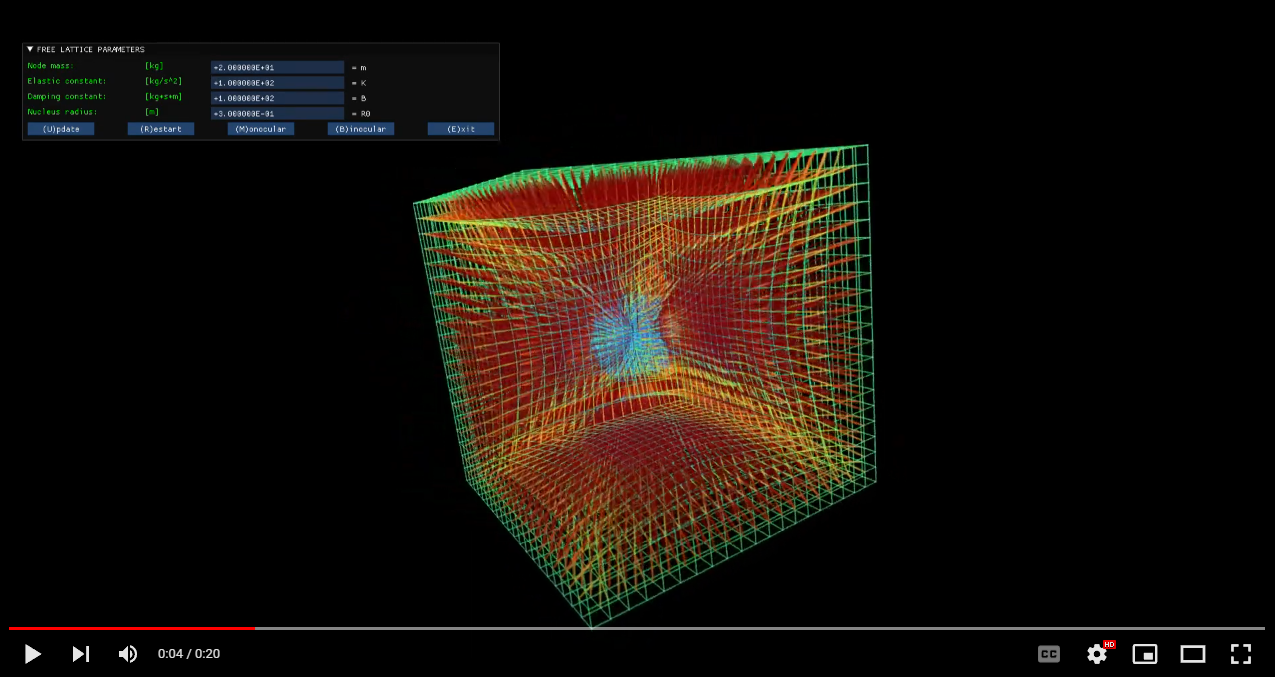 ▼ FREE LATTICE PARAMETERS
Node mass: [kg] +2.000000E+01 = m
Elastic constant: [kg/s^2] +1.000000E+02 = K
Damping constant: [kg*s*m] +1.000000E+02 = B
Nucleus radius: [m] +3.000000E-01 = R0
(U)pdate (R)estart (M)onocular (B)inocular (E)xit
0:04 / 0:20 CC HD